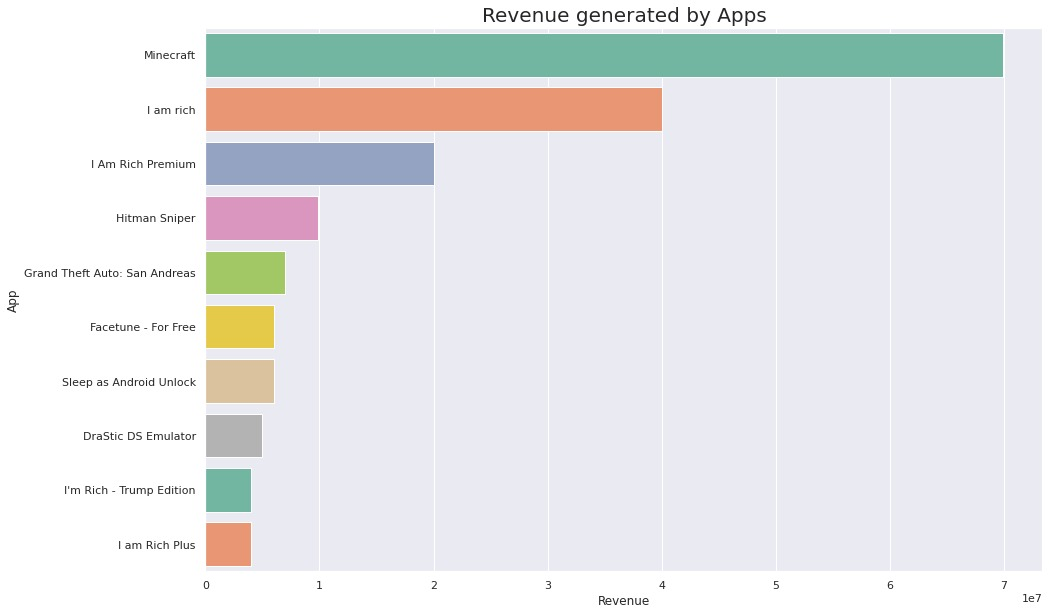 Revenue generated by Apps
Minecraft
I am rich
I Am Rich Premium
Hitman Sniper
Grand Theft Auto: San Andreas
App
Facetune - For Free
Sleep as Android Unlock
DraStic DS Emulator
I'm Rich - Trump Edition
I am Rich Plus
0 1 2 3 4 5 6 7
1e7
Revenue